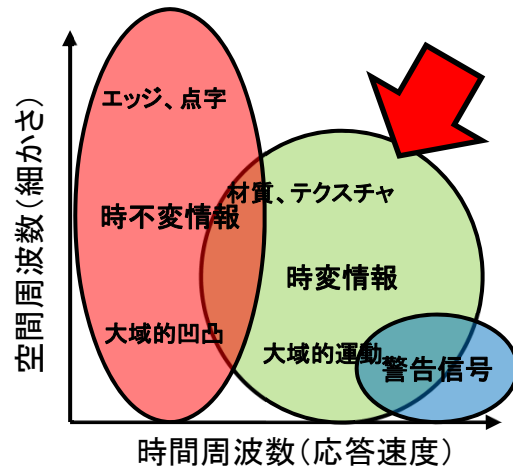 エッジ、点字
材質、テクスチャ
時不変情報
時変情報
大域的凹凸
大域的運動
警告信号
空間周波数(細かさ)
時間周波数(応答速度)